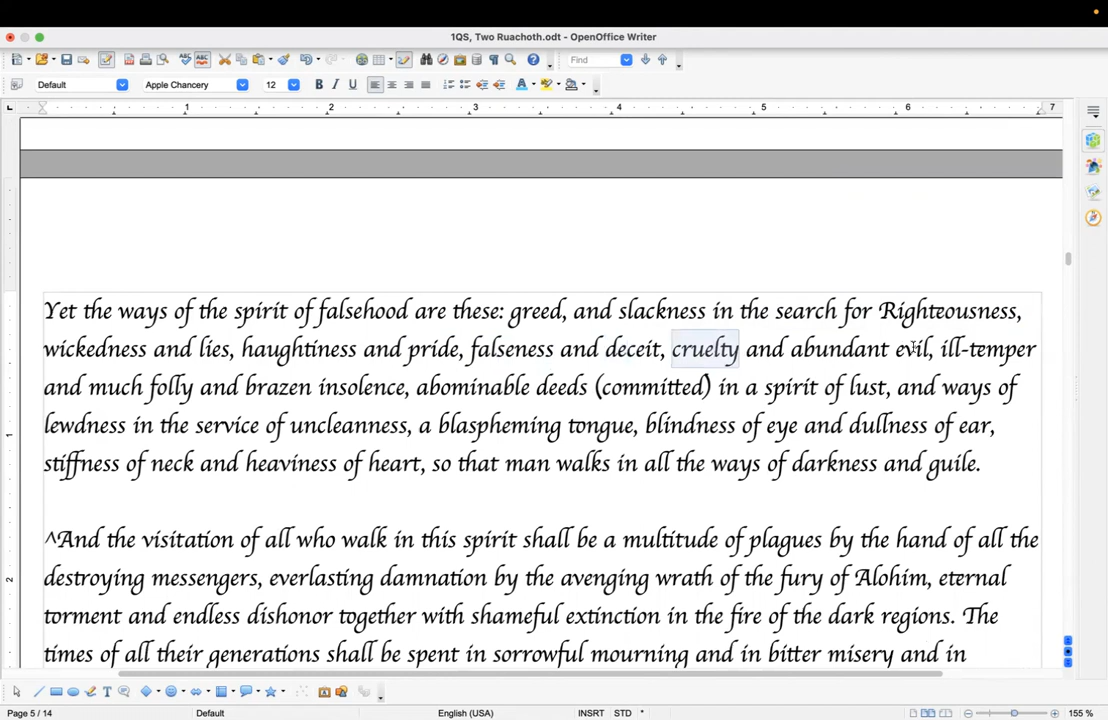 1QS, Two Ruachoth.odt - OpenOffice Writer
Find
Default
Apple Chancery
12
B I U
1 2 3 4 5 6 7
Yet the ways of the spirit of falsehood are these: greed, and slackness in the search for Righteousness,
wickedness and lies, haughtiness and pride, falseness and deceit, cruelty and abundant evil, ill-temper
and much folly and brazen insolence, abominable deeds (committed) in a spirit of lust, and ways of
lewdness in the service of uncleanness, a blaspheming tongue, blindness of eye and dullness of ear,
stiffness of neck and heaviness of heart, so that man walks in all the ways of darkness and guile.
^And the visitation of all who walk in this spirit shall be a multitude of plagues by the hand of all the
destroying messengers, everlasting damnation by the avenging wrath of the fury of Alohim, eternal
torment and endless dishonor together with shameful extinction in the fire of the dark regions. The
times of all their generations shall be spent in sorrowful mourning and in bitter misery and in
1
2
Page 5 / 14
Default
English (USA)
INSRT
STD
*
155 %